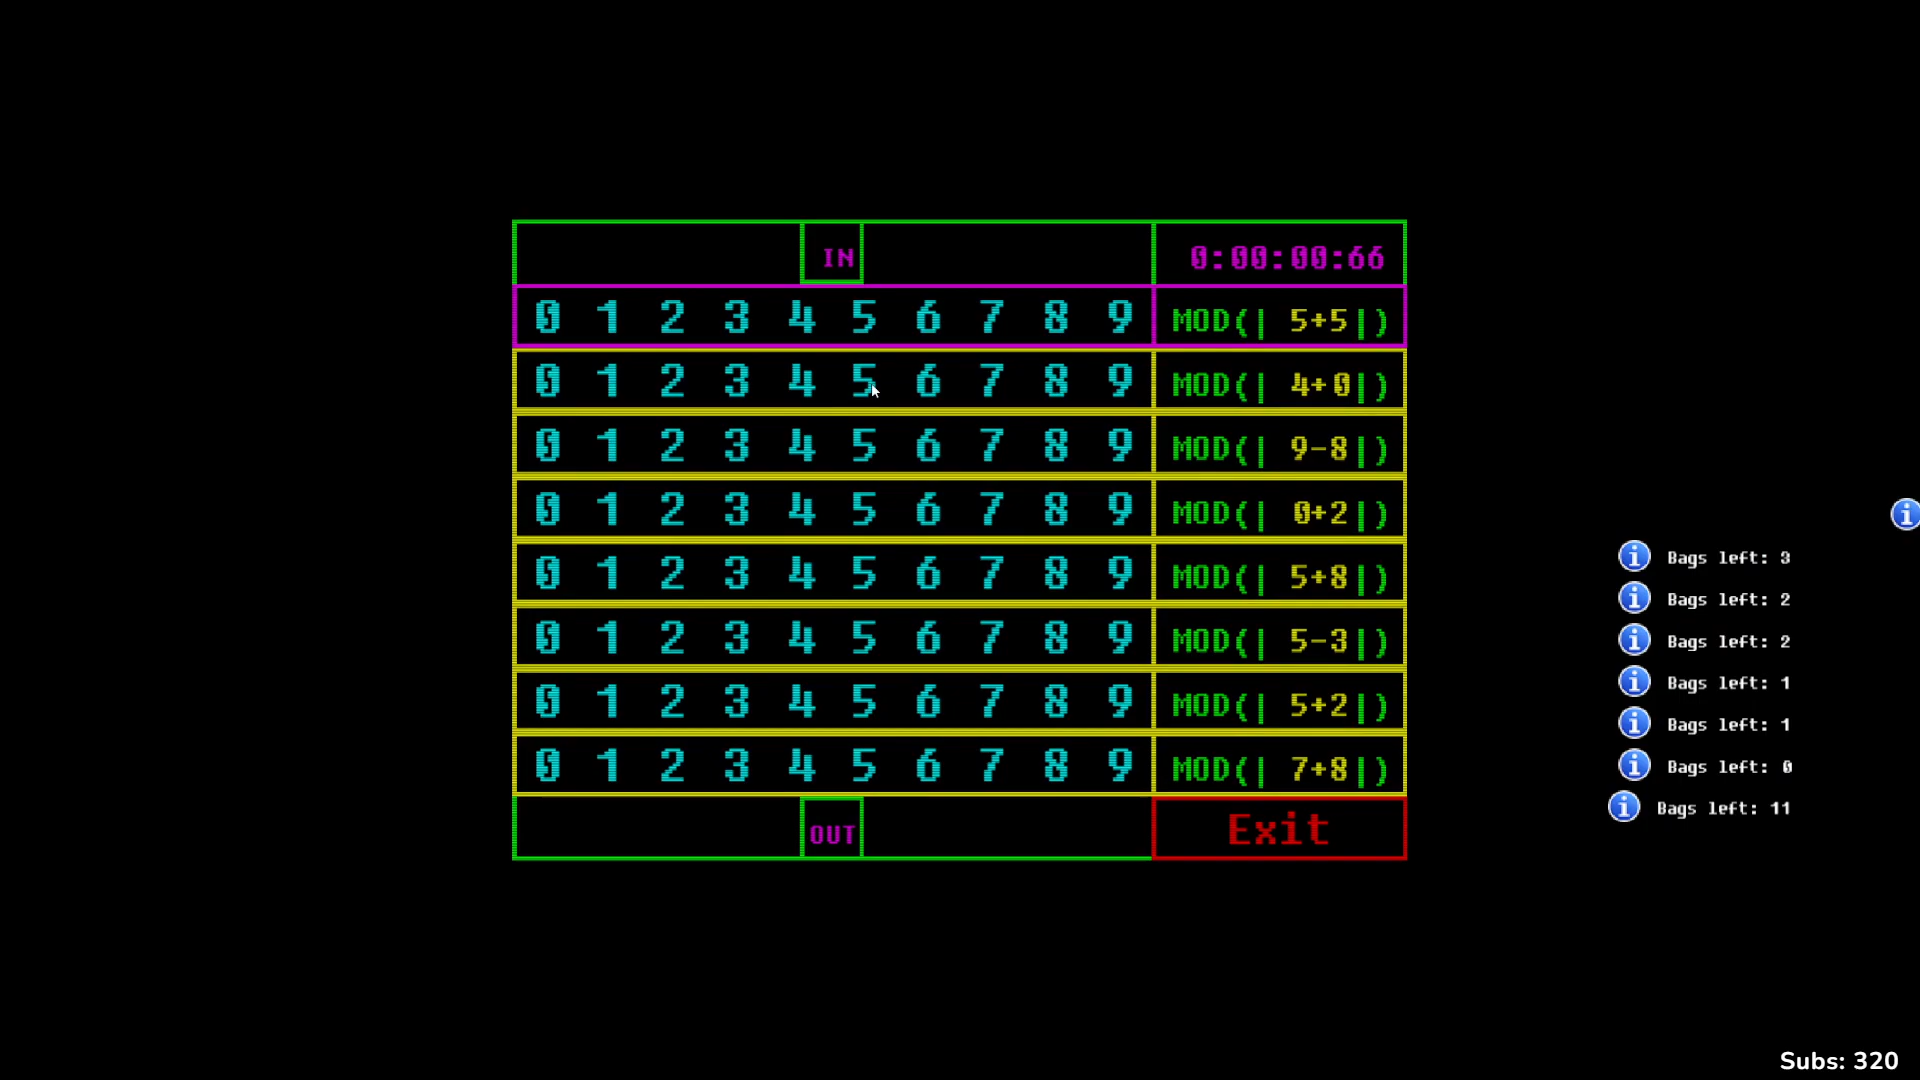 IN 0:00:00:66
0 1 2 3 4 5 6 7 8 9 MOD(| 5+5|)
0 1 2 3 4 5 6 7 8 9 MOD(| 4+0|)
0 1 2 3 4 5 6 7 8 9 MOD(| 9-8|)
0 1 2 3 4 5 6 7 8 9 MOD(| 0+2|)
0 1 2 3 4 5 6 7 8 9 MOD(| 5+8|)
0 1 2 3 4 5 6 7 8 9 MOD(| 5-3|)
0 1 2 3 4 5 6 7 8 9 MOD(| 5+2|)
0 1 2 3 4 5 6 7 8 9 MOD(| 7+8|)
OUT Exit
Bags left: 3
Bags left: 2
Bags left: 2
Bags left: 1
Bags left: 1
Bags left: 0
Bags left: 11
Subs: 320